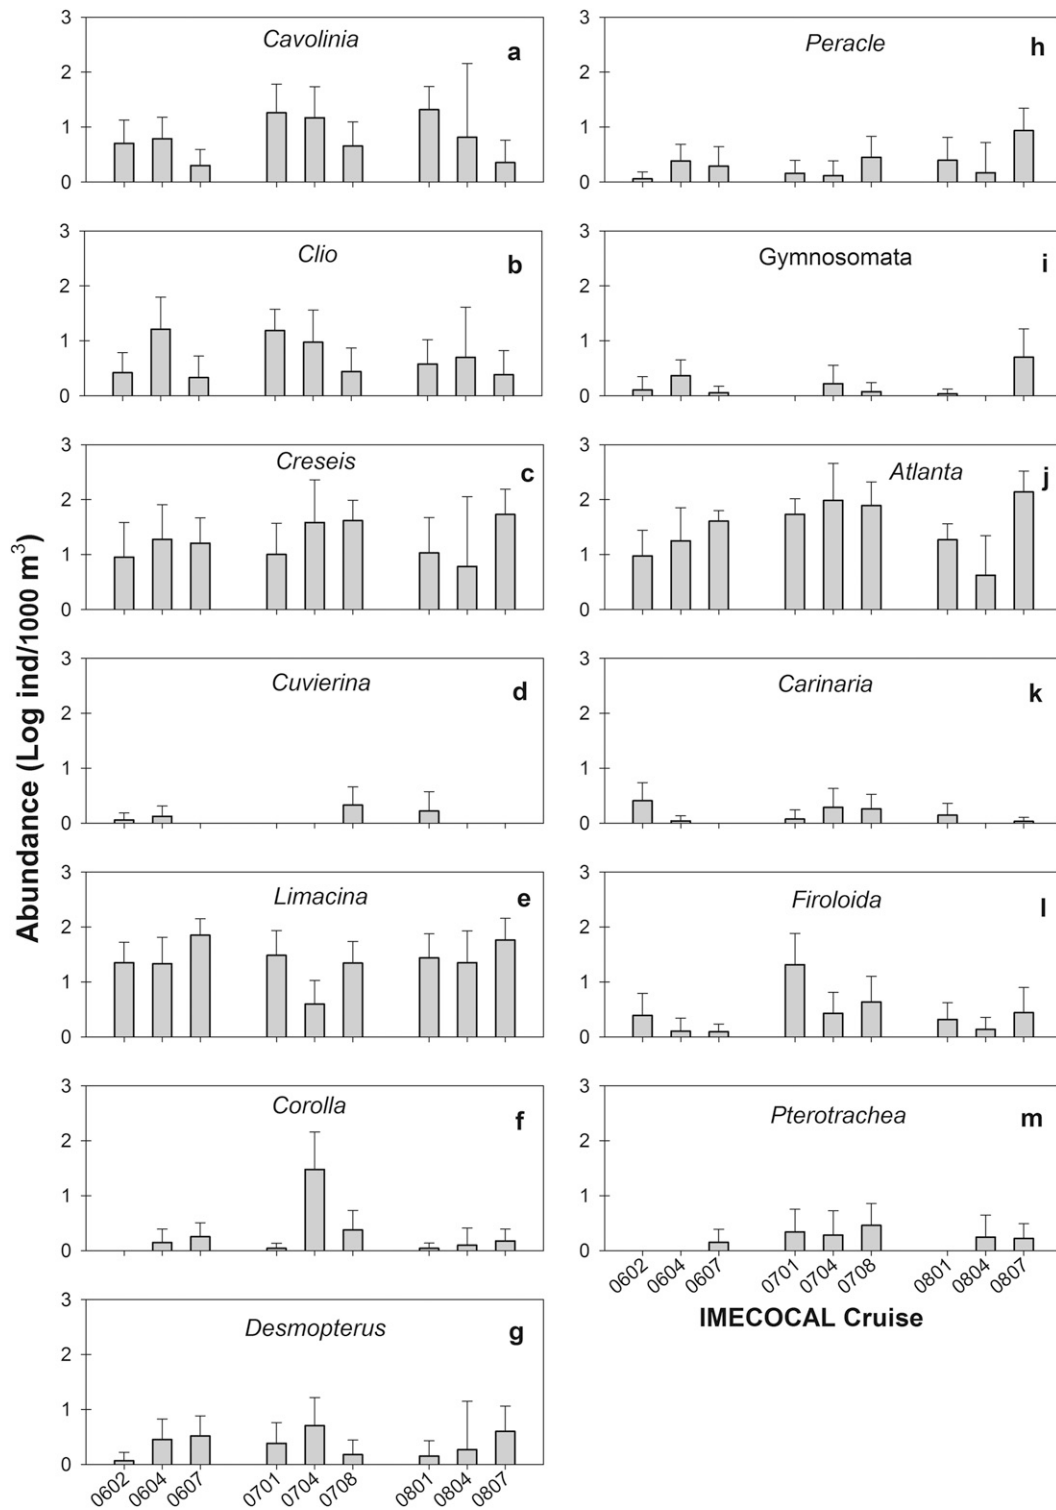 Abundance (Log ind/1000 m³)
3
2
1
0
Cavolinia
a
3
2
1
0
Clio
b
3
2
1
0
Creseis
c
3
2
1
0
Cuvierina
d
3
2
1
0
Limacina
e
3
2
1
0
Corolla
f
3
2
1
0
Desmopterus
g
0602 0604 0607 0701 0704 0708 0801 0804 0807
3
2
1
0
Peracle
h
3
2
1
0
Gymnosomata
i
3
2
1
0
Atlanta
j
3
2
1
0
Carinaria
k
3
2
1
0
Firoloida
l
3
2
1
0
Pterotrachea
m
0602 0604 0607 0701 0704 0708 0801 0804 0807
IMECOCAL Cruise